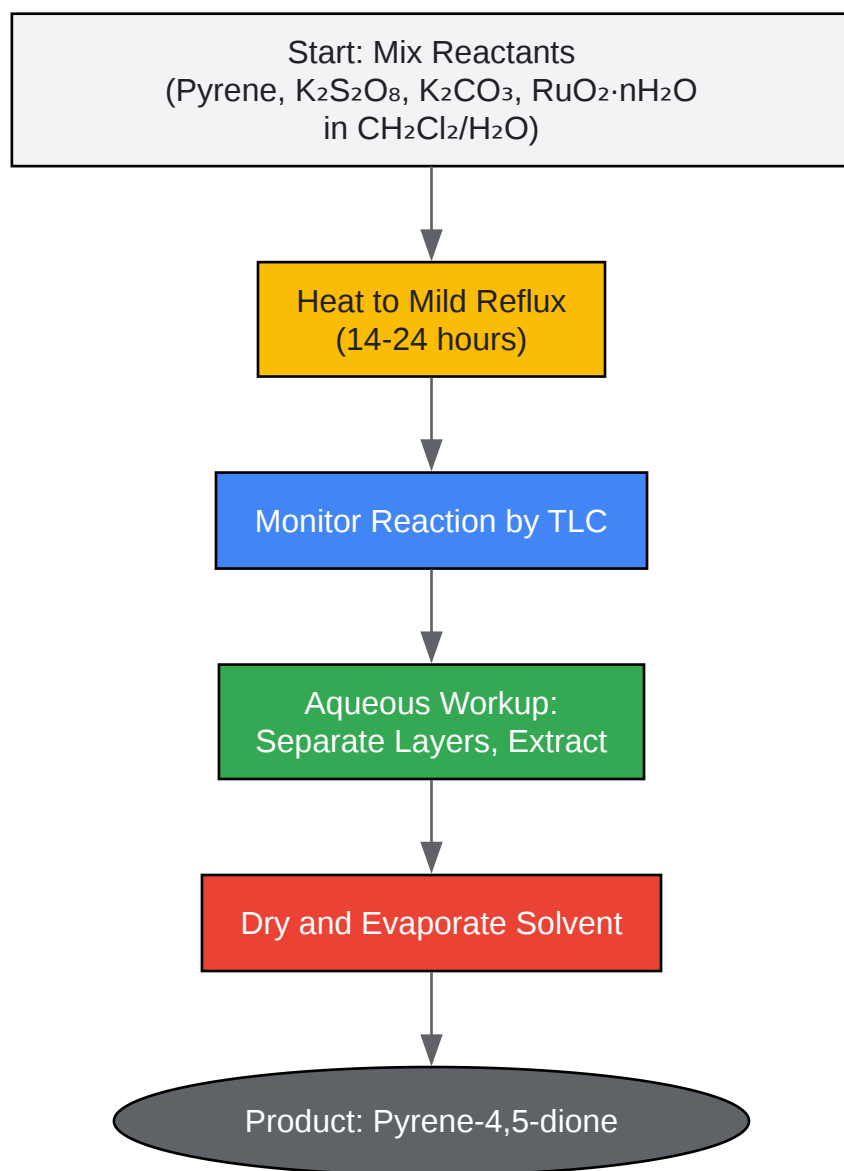 Start: Mix Reactants
(Pyrene, K₂S₂O₈, K₂CO₃, RuO₂·nH₂O
in CH₂Cl₂/H₂O)
Heat to Mild Reflux
(14-24 hours)
Monitor Reaction by TLC
Aqueous Workup:
Separate Layers, Extract
Dry and Evaporate Solvent
Product: Pyrene-4,5-dione